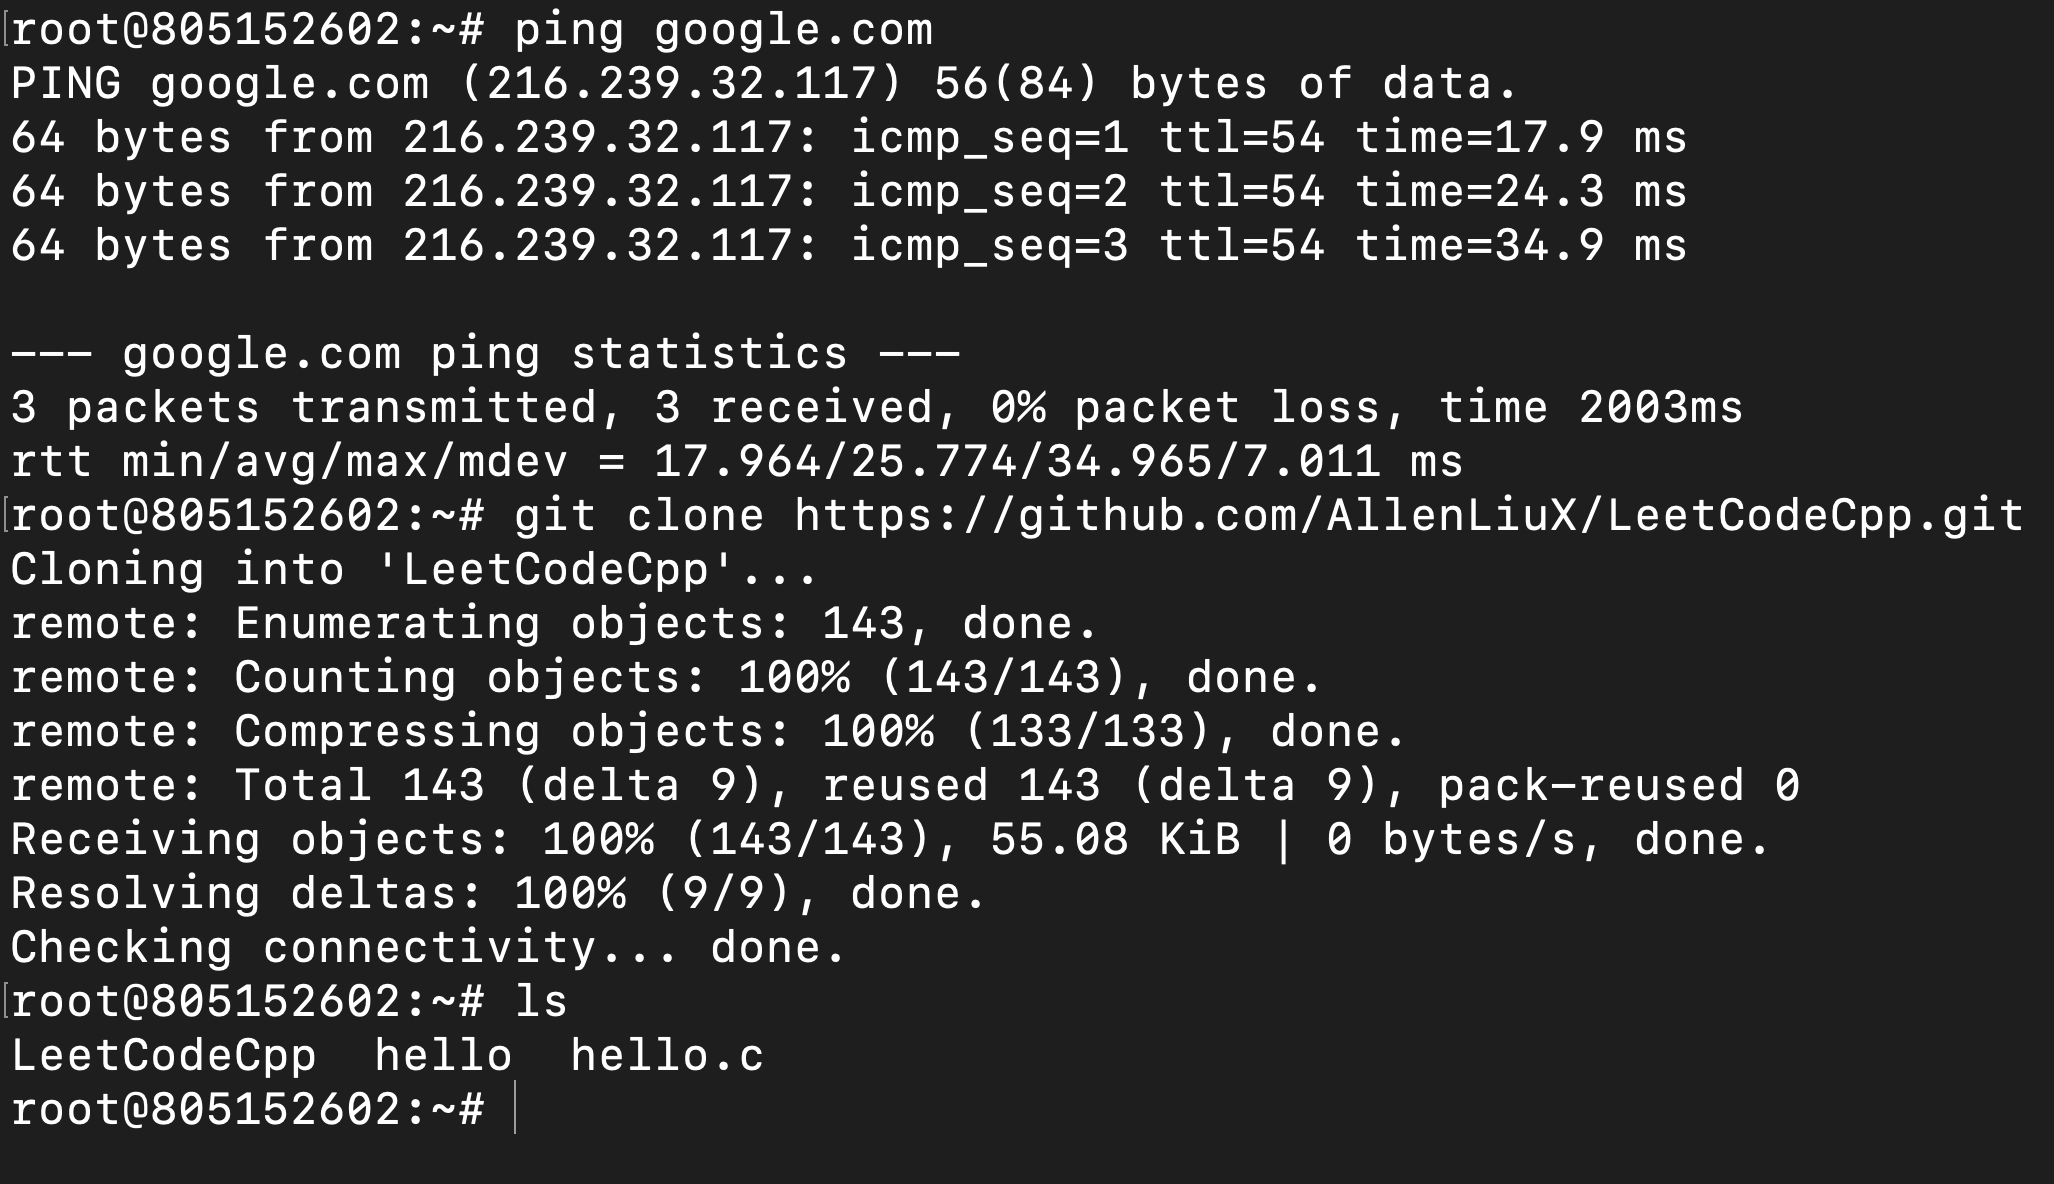 root@805152602:~# ping google.com
PING google.com (216.239.32.117) 56(84) bytes of data.
64 bytes from 216.239.32.117: icmp_seq=1 ttl=54 time=17.9 ms
64 bytes from 216.239.32.117: icmp_seq=2 ttl=54 time=24.3 ms
64 bytes from 216.239.32.117: icmp_seq=3 ttl=54 time=34.9 ms

--- google.com ping statistics ---
3 packets transmitted, 3 received, 0% packet loss, time 2003ms
rtt min/avg/max/mdev = 17.964/25.774/34.965/7.011 ms
root@805152602:~# git clone https://github.com/AllenLiuX/LeetCodeCpp.git
Cloning into 'LeetCodeCpp'...
remote: Enumerating objects: 143, done.
remote: Counting objects: 100% (143/143), done.
remote: Compressing objects: 100% (133/133), done.
remote: Total 143 (delta 9), reused 143 (delta 9), pack-reused 0
Receiving objects: 100% (143/143), 55.08 KiB | 0 bytes/s, done.
Resolving deltas: 100% (9/9), done.
Checking connectivity... done.
root@805152602:~# ls
LeetCodeCpp  hello  hello.c
root@805152602:~#